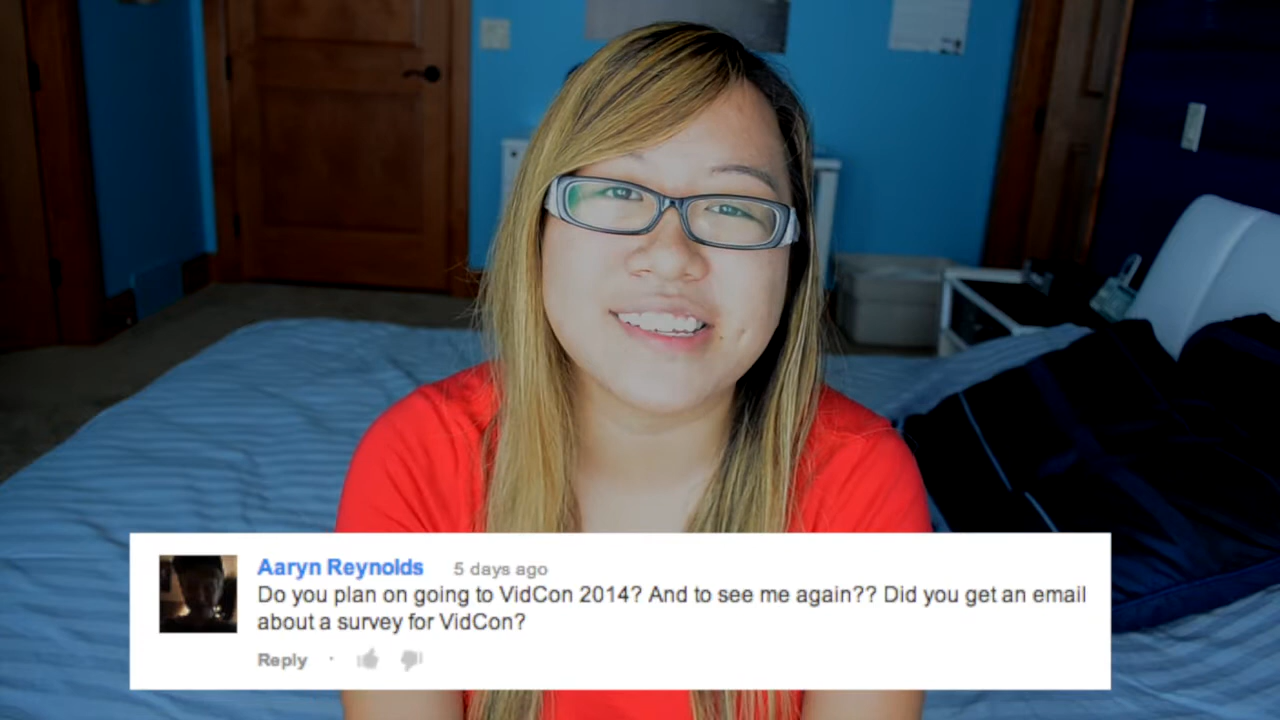 Aaryn Reynolds 5 days ago
Do you plan on going to VidCon 2014? And to see me again?? Did you get an email
about a survey for VidCon?
Reply